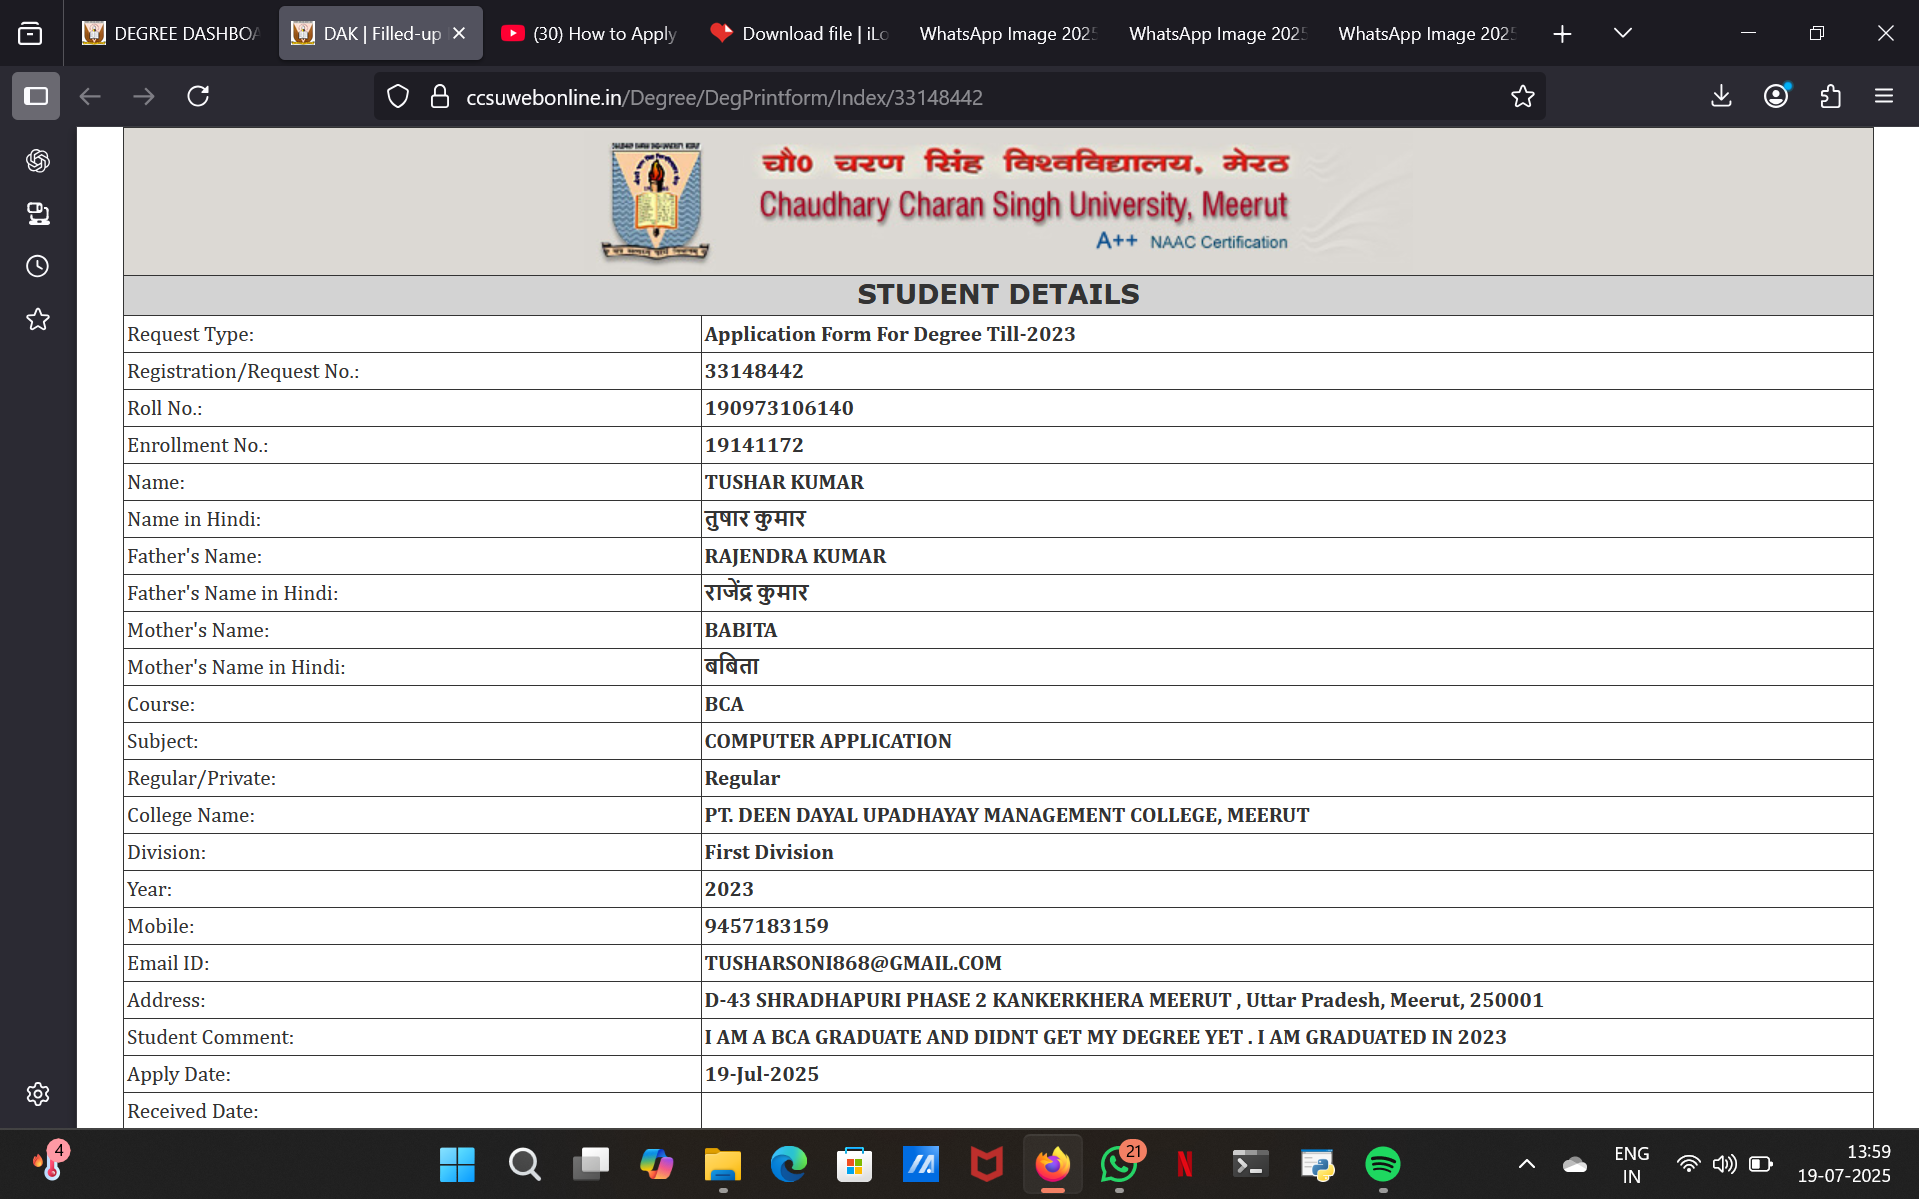 DEGREE DASHBOA
DAK | Filled-up
(30) How to Apply
Download file | iLo
WhatsApp Image 2025
WhatsApp Image 2025
WhatsApp Image 2025
ccsuwebonline.in/Degree/DegPrintform/Index/33148442
चौ० चरण सिंह विश्वविद्यालय, मेरठ
Chaudhary Charan Singh University, Meerut
A++ NAAC Certification
STUDENT DETAILS
Request Type: Application Form For Degree Till-2023
Registration/Request No.: 33148442
Roll No.: 190973106140
Enrollment No.: 19141172
Name: TUSHAR KUMAR
Name in Hindi: तुषार कुमार
Father's Name: RAJENDRA KUMAR
Father's Name in Hindi: राजेंद्र कुमार
Mother's Name: BABITA
Mother's Name in Hindi: बबिता
Course: BCA
Subject: COMPUTER APPLICATION
Regular/Private: Regular
College Name: PT. DEEN DAYAL UPADHAYAY MANAGEMENT COLLEGE, MEERUT
Division: First Division
Year: 2023
Mobile: 9457183159
Email ID: TUSHARSONI868@GMAIL.COM
Address: D-43 SHRADHAPURI PHASE 2 KANKERKHERA MEERUT , Uttar Pradesh, Meerut, 250001
Student Comment: I AM A BCA GRADUATE AND DIDNT GET MY DEGREE YET . I AM GRADUATED IN 2023
Apply Date: 19-Jul-2025
Received Date:
4
21
ENG
IN
13:59
19-07-2025